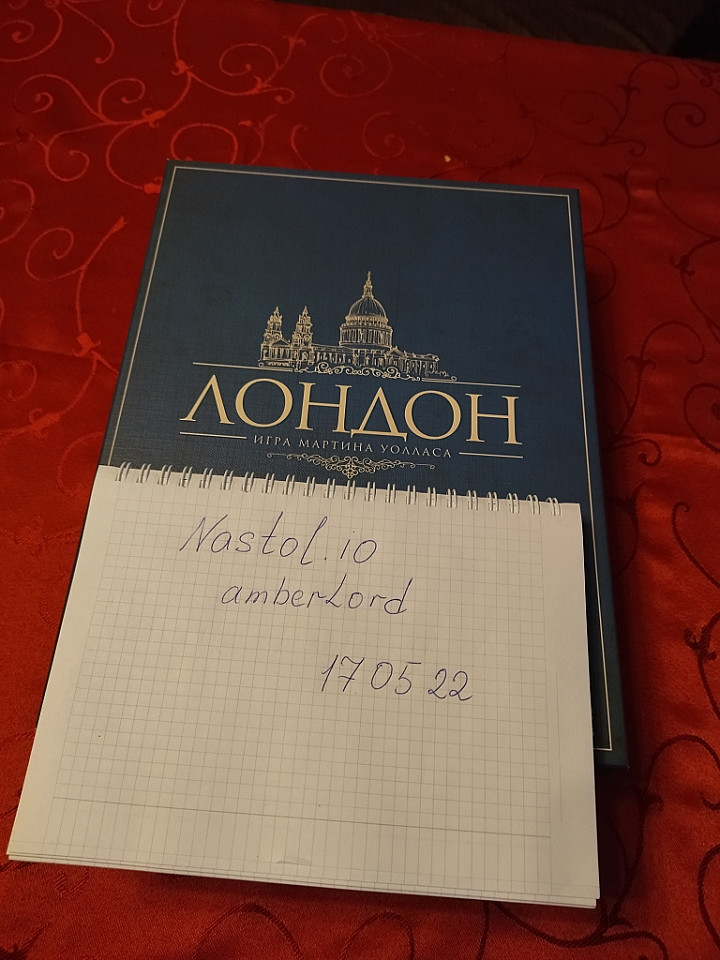 ЛОНДОН
ИГРА МАРТИНА УОЛЛАСА
Nastol.io
amberLord
17 05 22